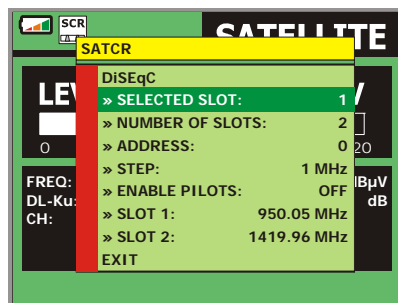 SCR
SATELLITE
SATCR
DiSEqC
» SELECTED SLOT: 1
» NUMBER OF SLOTS: 2
» ADDRESS: 0
» STEP: 1 MHz
» ENABLE PILOTS: OFF
» SLOT 1: 950.05 MHz
» SLOT 2: 1419.96 MHz
EXIT
LEV V
0 20
FREQ: dBµV
DL-Ku: dB
CH: